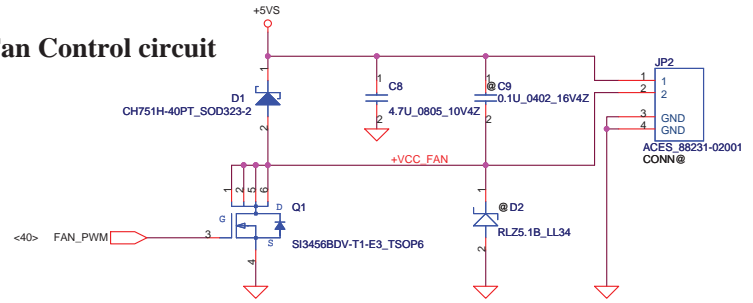 +5VS
Fan Control circuit
JP2
1
1
1
1
1
2
2
D1
C8
@C9
CH751H-40PT_SOD323-2
4.7U_0805_10V4Z
0.1U_0402_16V4Z
3
GND
4
GND
2
2
2
ACES_88231-02001
CONN@
+VCC_FAN
1
2
5
6
1
D
Q1
@D2
G
<40> FAN_PWM
3
RLZ5.1B_LL34
S
SI3456BDV-T1-E3_TSOP6
4
2